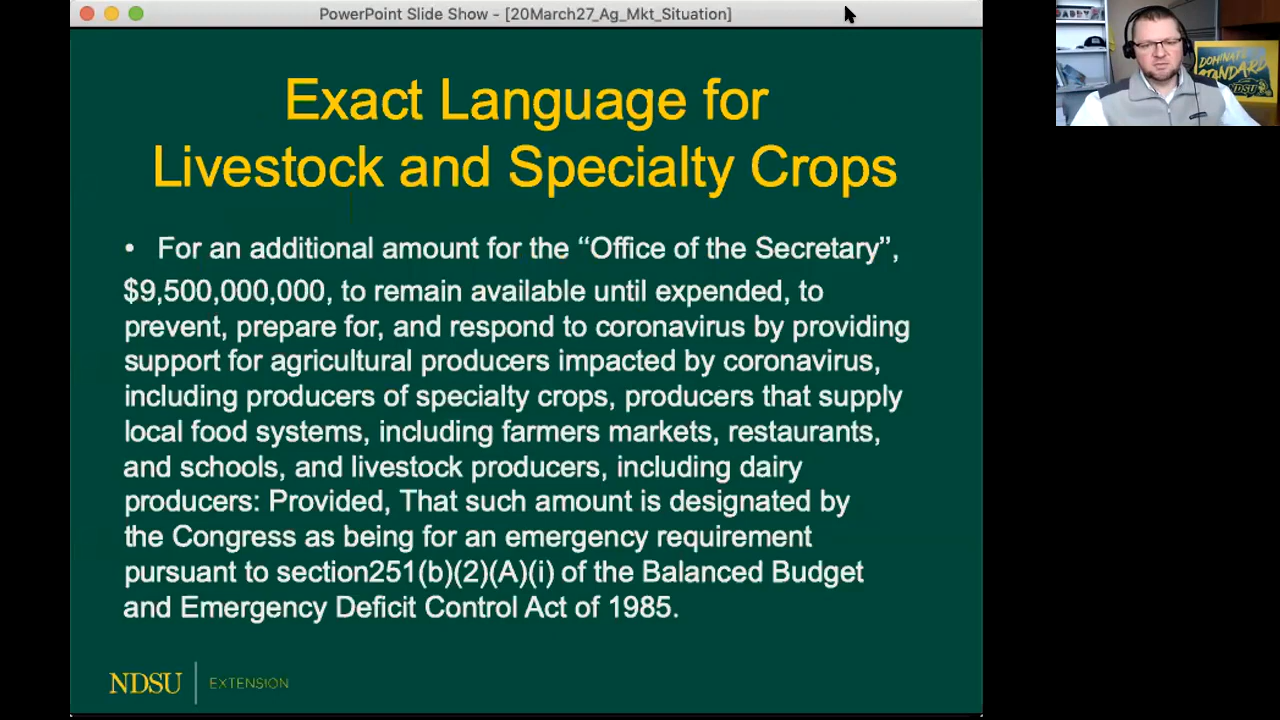 PowerPoint Slide Show - [20March27_Ag_Mkt_Situation]
Exact Language for
Livestock and Specialty Crops
• For an additional amount for the ‘‘Office of the Secretary’’,
$9,500,000,000, to remain available until expended, to
prevent, prepare for, and respond to coronavirus by providing
support for agricultural producers impacted by coronavirus,
including producers of specialty crops, producers that supply
local food systems, including farmers markets, restaurants,
and schools, and livestock producers, including dairy
producers: Provided, That such amount is designated by
the Congress as being for an emergency requirement
pursuant to section251(b)(2)(A)(i) of the Balanced Budget
and Emergency Deficit Control Act of 1985.
NDSU EXTENSION
DADDY
DOMINATE
STANDARD
NDSU